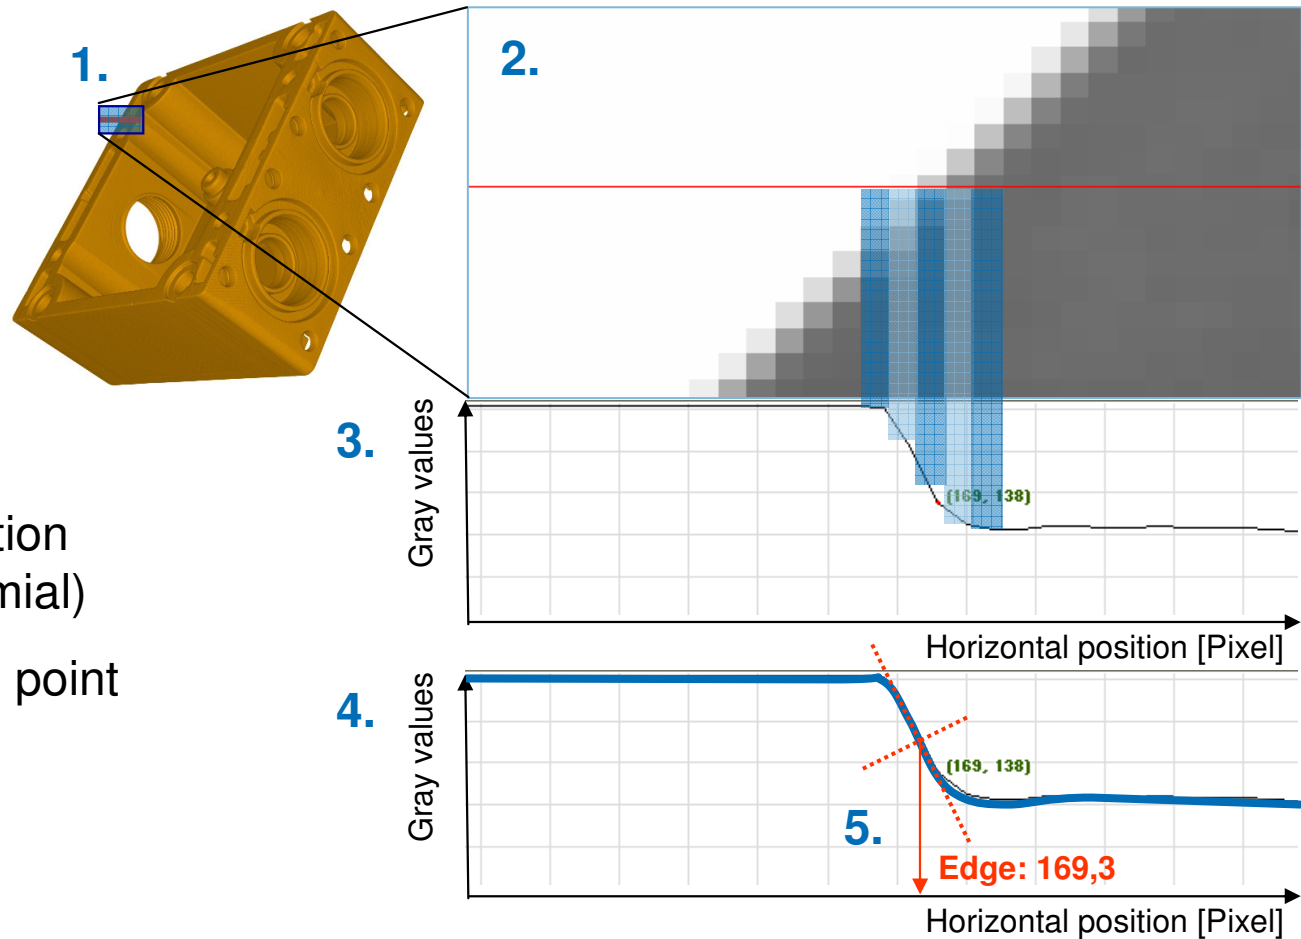 1.
2.
3.
Gray values
(169, 138)
Horizontal position [Pixel]
tion
mial)
point
4.
Gray values
(169, 138)
5.
Edge: 169,3
Horizontal position [Pixel]